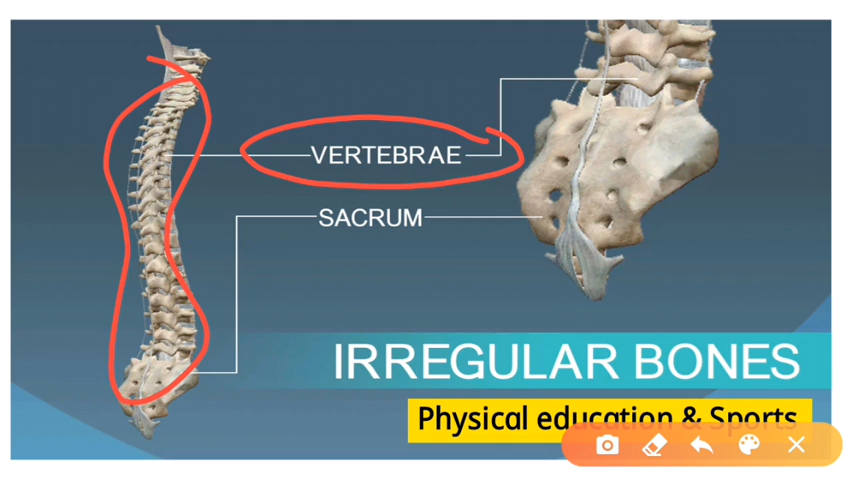 VERTEBRAE
SACRUM
IRREGULAR BONES
Physical education & Sports